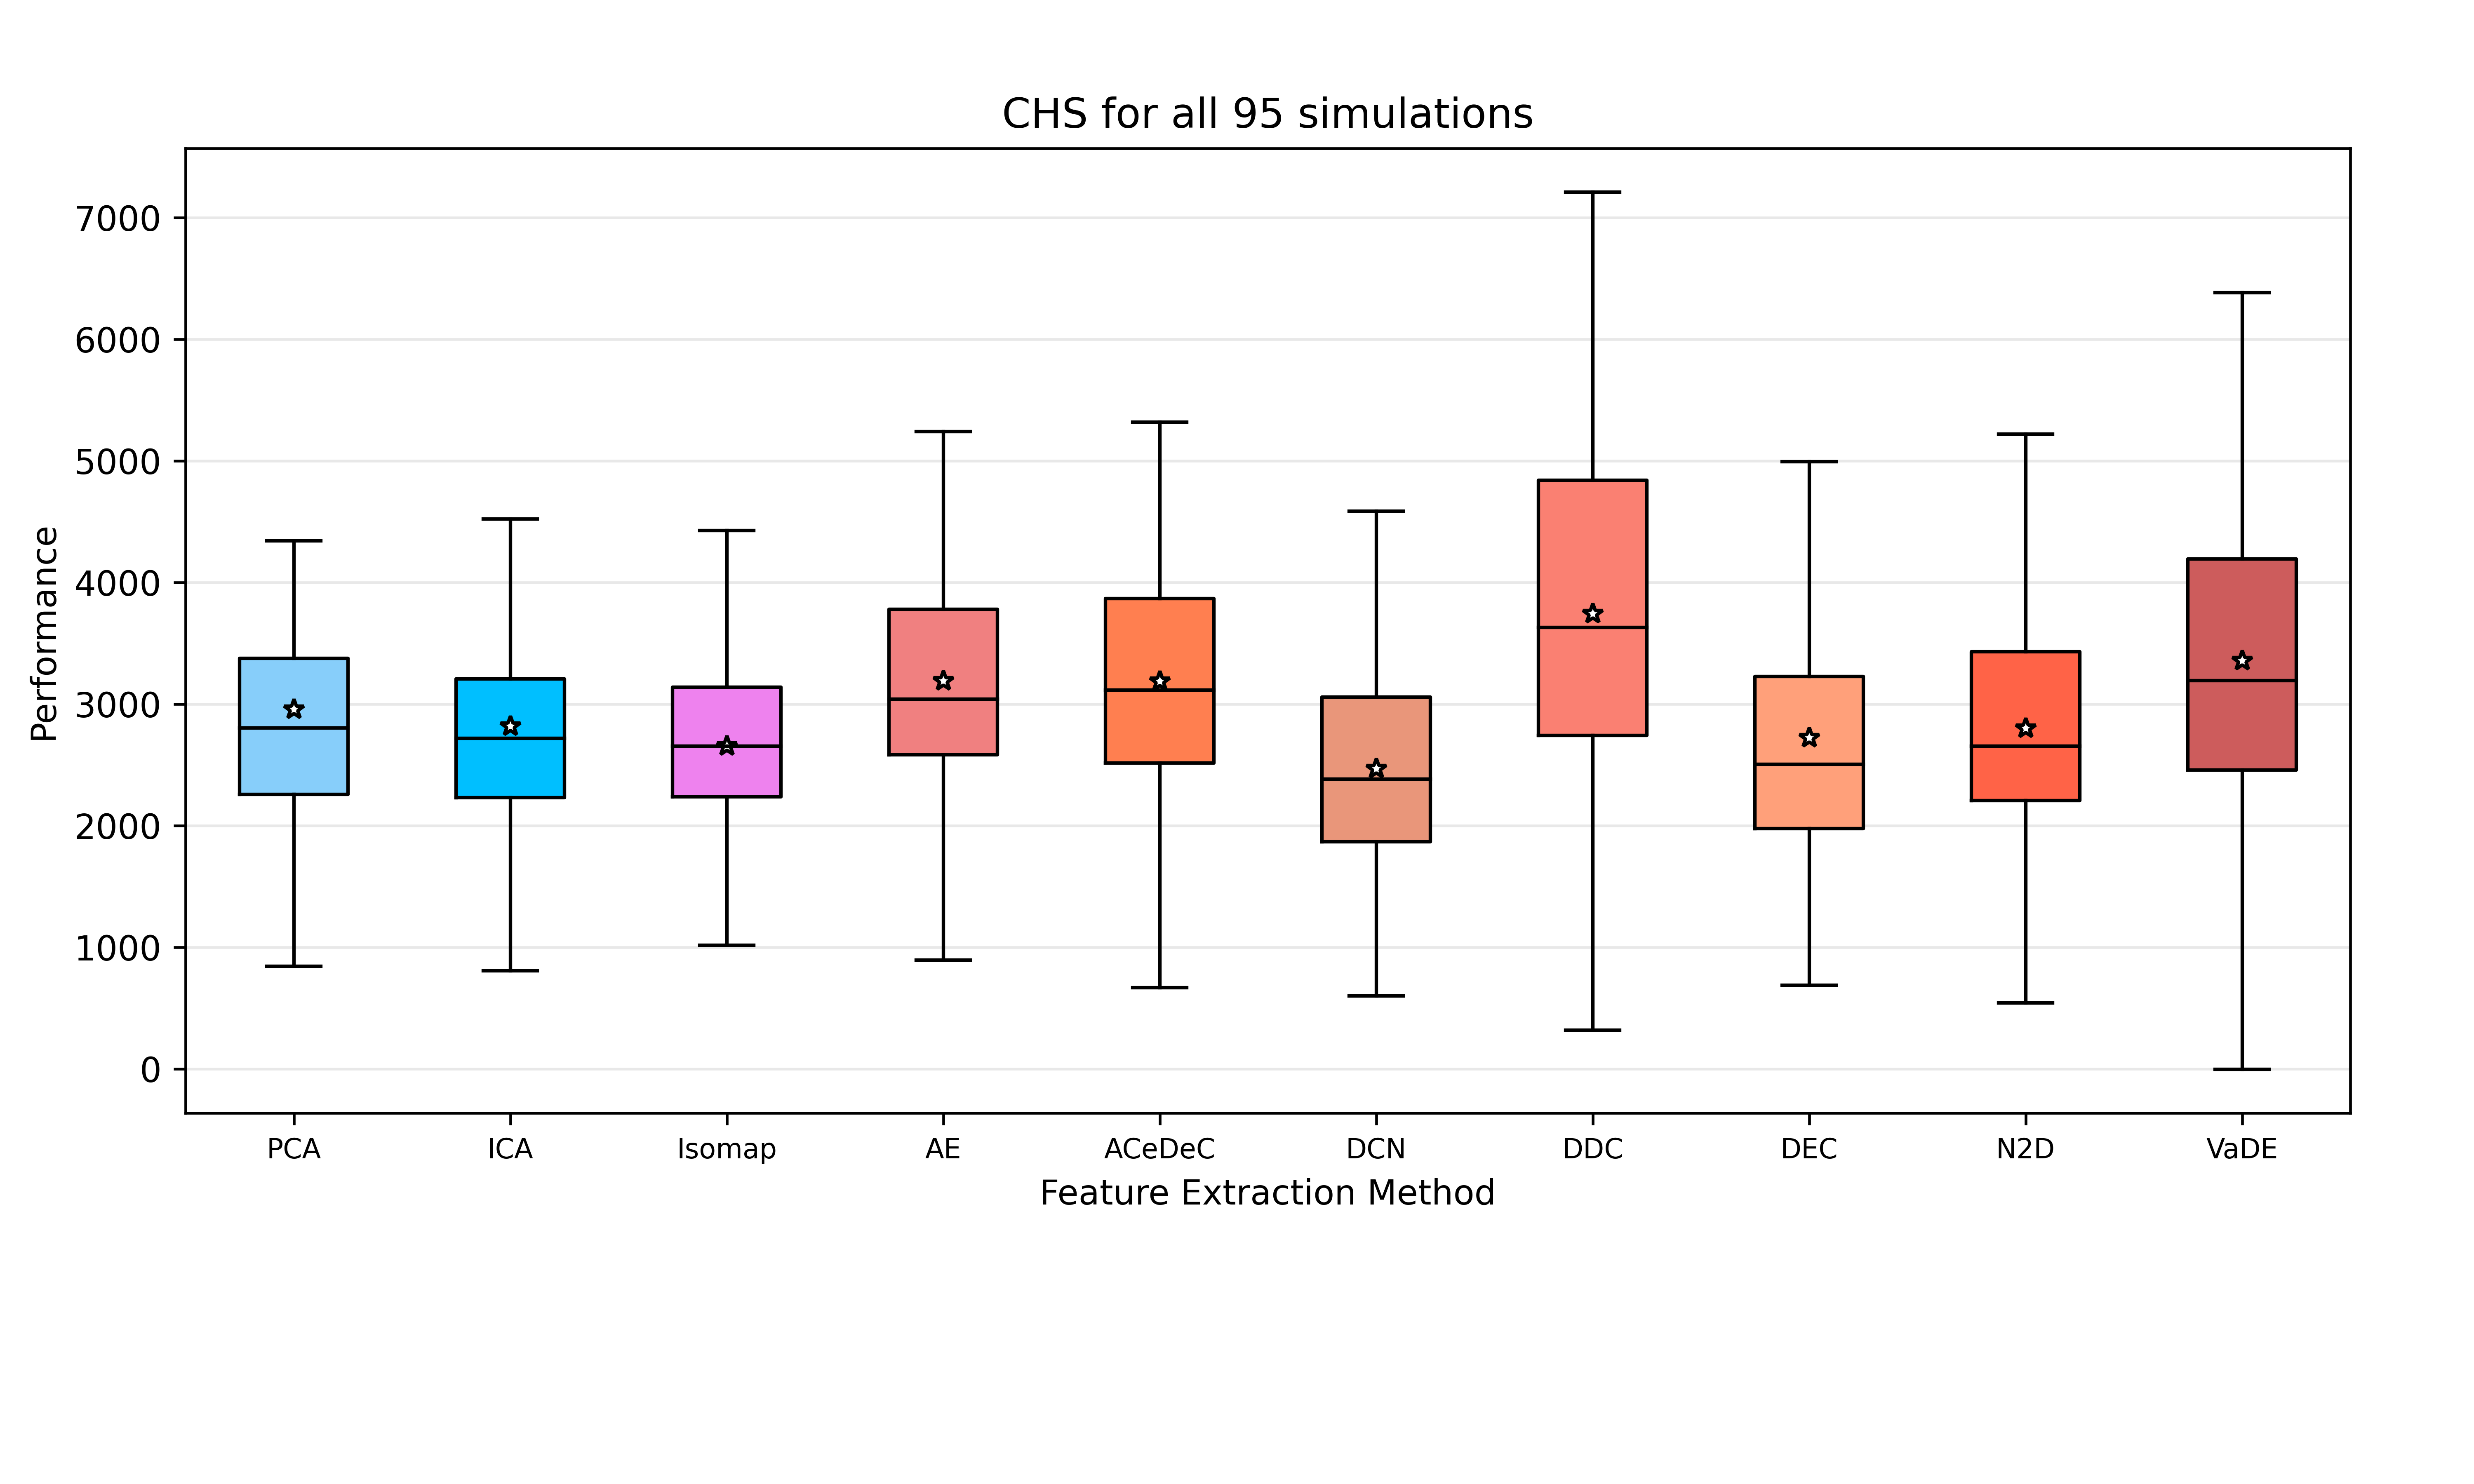 CHS for all 95 simulations
7000
6000
5000
4000
3000
2000
1000
0
Performance
PCA ICA Isomap AE ACeDeC DCN DDC DEC N2D VaDE
Feature Extraction Method